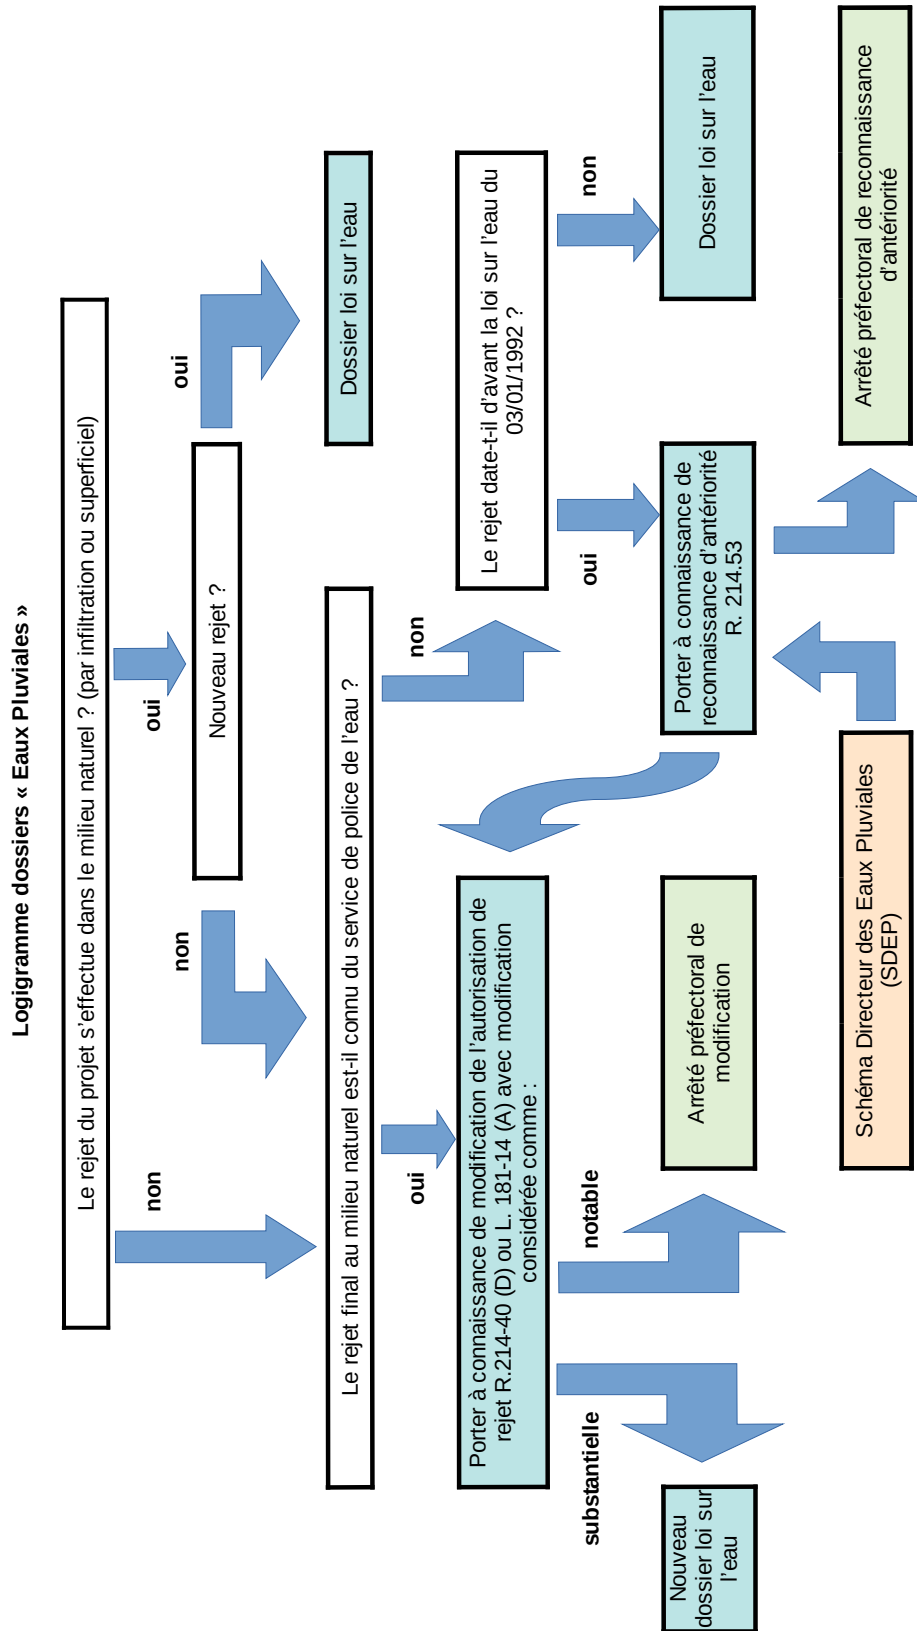 Logigramme dossiers « Eaux Pluviales »
Le rejet du projet s'effectue dans le milieu naturel ? (par infiltration ou superficiel)
non
oui
Nouveau rejet ?
non
oui
Le rejet final au milieu naturel est-il connu du service de police de l'eau ?
Dossier loi sur l'eau
oui
non
Porter à connaissance de modification de l'autorisation de
rejet R.214-40 (D) ou L. 181-14 (A) avec modification
considérée comme :
Le rejet date-t-il d'avant la loi sur l'eau du
03/01/1992 ?
substantielle
notable
oui
non
Nouveau
dossier loi sur
l'eau
Arrêté préfectoral de
modification
Porter à connaissance de
reconnaissance d'antériorité
R. 214.53
Dossier loi sur l'eau
Schéma Directeur des Eaux Pluviales
(SDEP)
Arrêté préfectoral de reconnaissance
d'antériorité